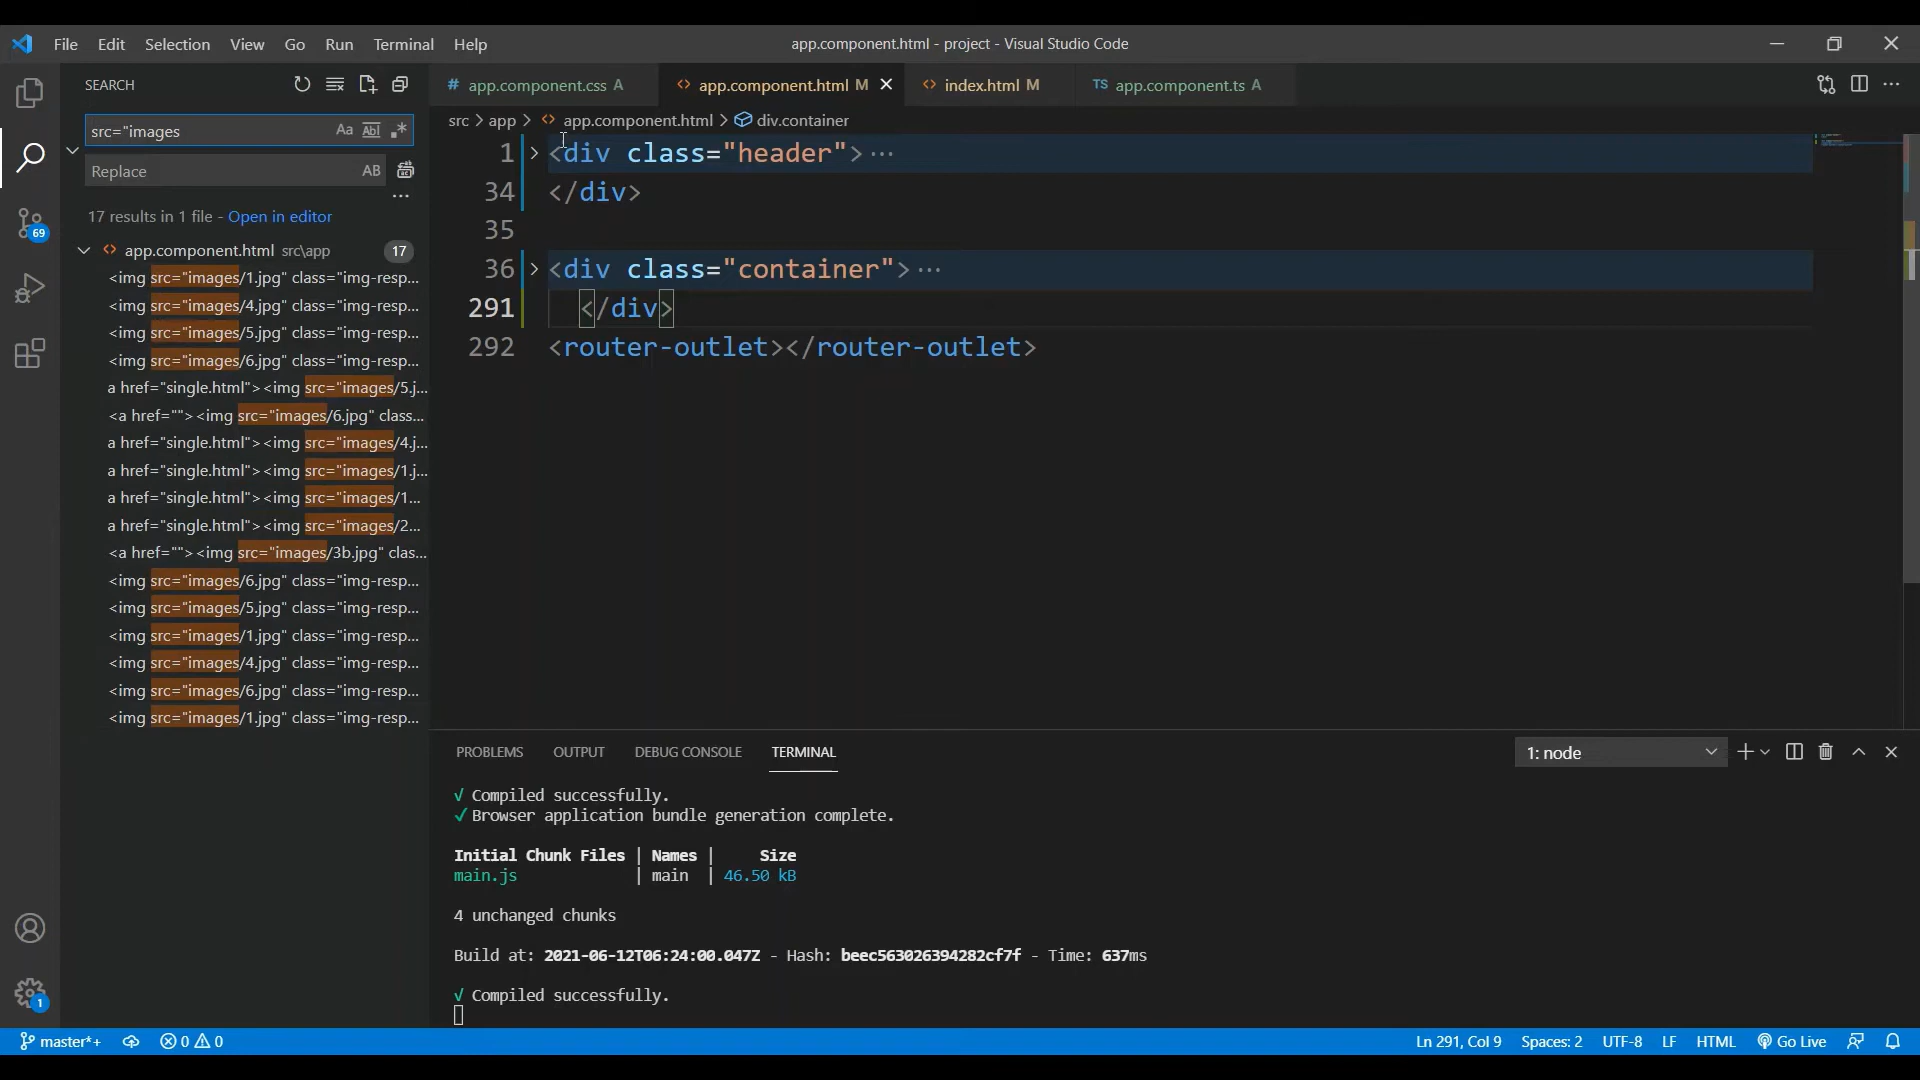 File Edit Selection View Go Run Terminal Help
app.component.html - project - Visual Studio Code
SEARCH
src="images
Aa Abl .*
Replace
AB
17 results in 1 file - Open in editor
app.component.html src\app 17
<img src="images/1.jpg" class="img-resp...
<img src="images/4.jpg" class="img-resp...
<img src="images/5.jpg" class="img-resp...
<img src="images/6.jpg" class="img-resp...
a href="single.html"><img src="images/5.j...
<a href=""><img src="images/6.jpg" class...
a href="single.html"><img src="images/4.j...
a href="single.html"><img src="images/1.j...
a href="single.html"><img src="images/1...
a href="single.html"><img src="images/2...
<a href=""><img src="images/3b.jpg" clas...
<img src="images/6.jpg" class="img-resp...
<img src="images/5.jpg" class="img-resp...
<img src="images/1.jpg" class="img-resp...
<img src="images/4.jpg" class="img-resp...
<img src="images/6.jpg" class="img-resp...
<img src="images/1.jpg" class="img-resp...
69
1
# app.component.css A
<> app.component.html M
<> index.html M
TS app.component.ts A
src > app > <> app.component.html > div.container
1 <div class="header"> ...
34 </div>
35
36 <div class="container"> ...
291 </div>
292 <router-outlet></router-outlet>
PROBLEMS OUTPUT DEBUG CONSOLE TERMINAL
1: node
√ Compiled successfully.
✓ Browser application bundle generation complete.
Initial Chunk Files | Names | Size
main.js | main | 46.50 kB
4 unchanged chunks
Build at: 2021-06-12T06:24:00.047Z - Hash: beec563026394282cf7f - Time: 637ms
√ Compiled successfully.
master*+ 0 0
Ln 291, Col 9 Spaces: 2 UTF-8 LF HTML Go Live